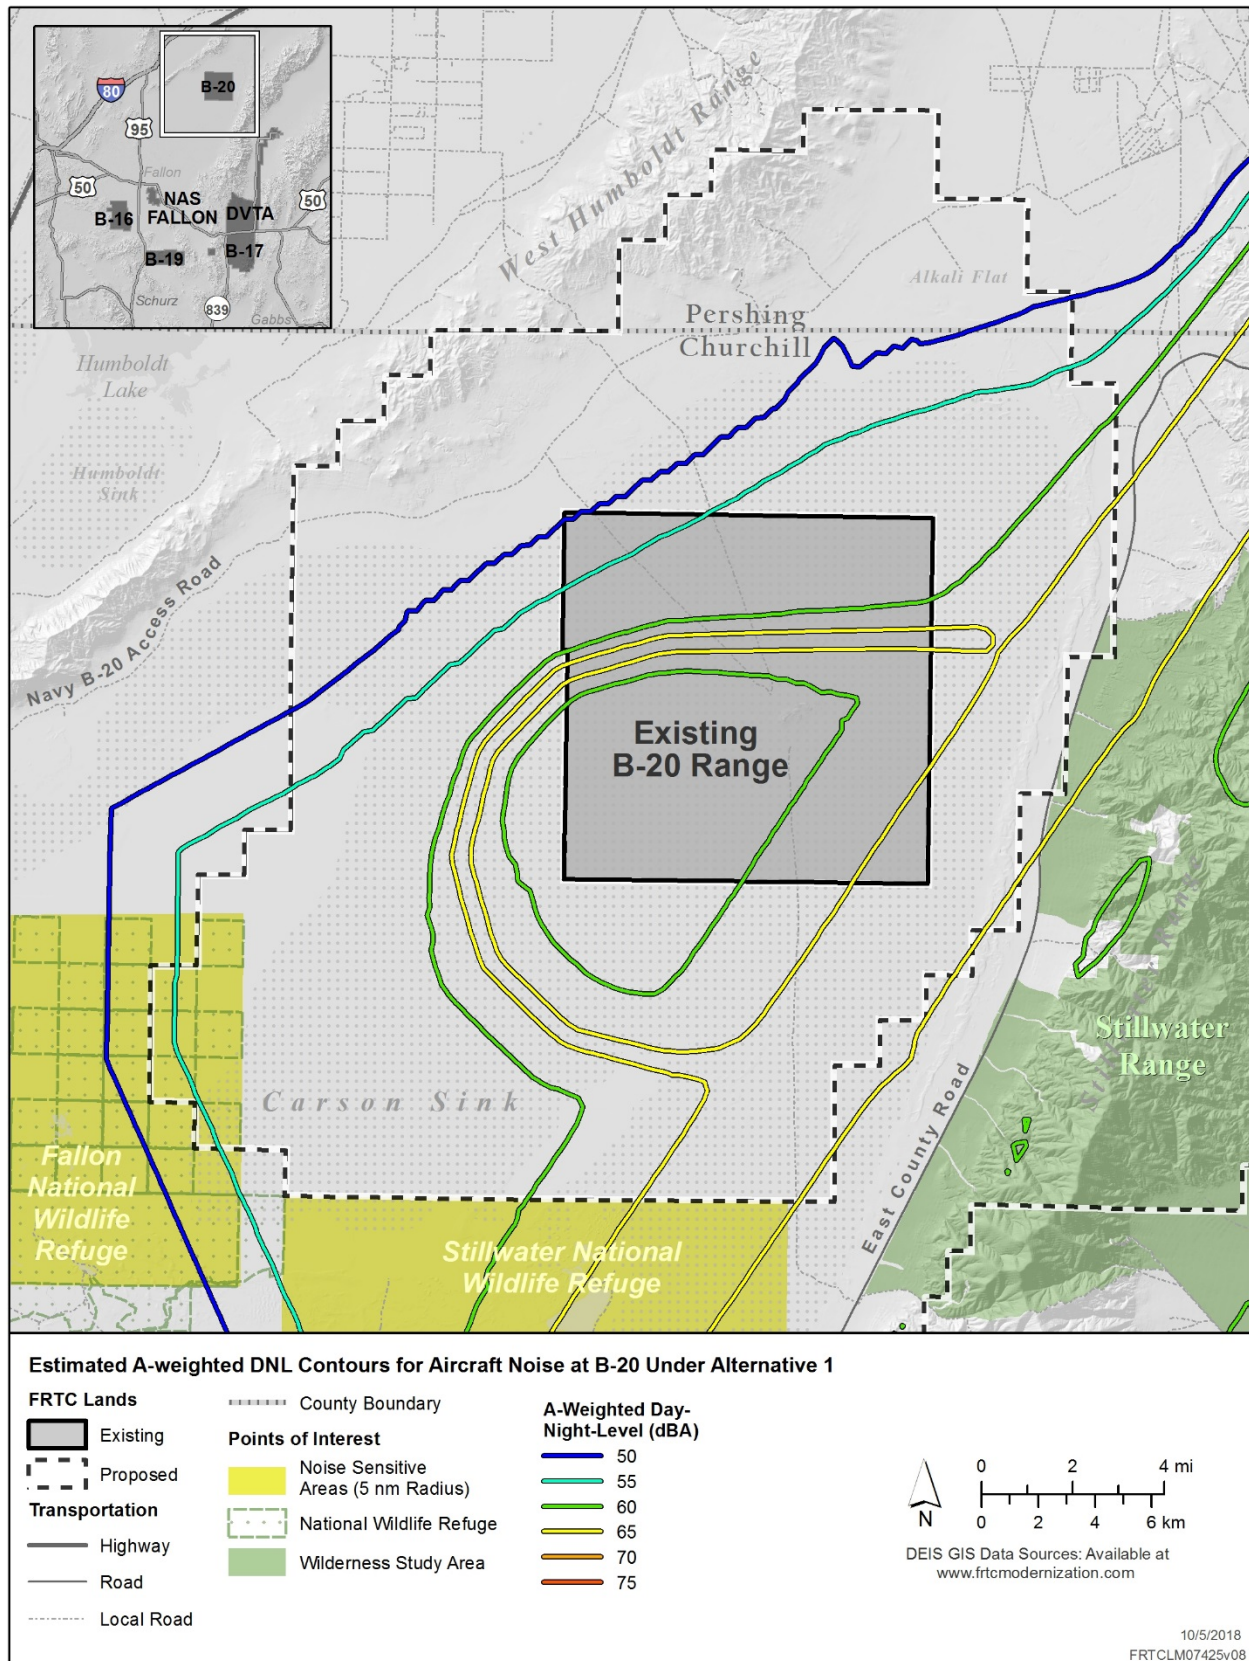 80
B-20
95
Fallon
50
NAS
FALLON
DVTA
50
B-16
B-17
B-19
Schurz
839
Gabbs
West Humboldt Range
Alkali Flat
Pershing
Churchill
Humboldt
Lake
Humboldt
Sink
Navy B-20 Access Road
Existing
B-20 Range
Stillwater
Range
Carson Sink
East County Road
Fallon
National
Wildlife
Refuge
Stillwater National
Wildlife Refuge
Estimated A-weighted DNL Contours for Aircraft Noise at B-20 Under Alternative 1
FRTC Lands
Existing
Proposed
Transportation
Highway
Road
Local Road
County Boundary
Points of Interest
Noise Sensitive
Areas (5 nm Radius)
National Wildlife Refuge
Wilderness Study Area
A-Weighted Day-
Night-Level (dBA)
50
55
60
65
70
75
N
0 2 4 mi
0 2 4 6 km
DEIS GIS Data Sources: Available at
www.frtcmodernization.com
10/5/2018
FRTCLM07425v08